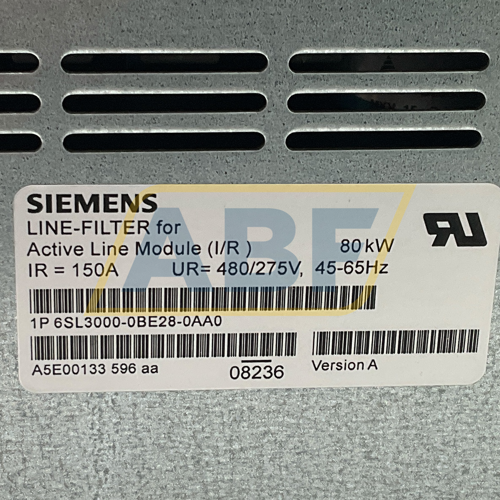 SIEMENS
LINE-FILTER for
Active Line Module (I/R ) 80 kW
IR = 150A UR= 480/275V, 45-65Hz
1P 6SL3000-0BE28-0AA0
A5E00133 596 aa 08236 Version A
ABF